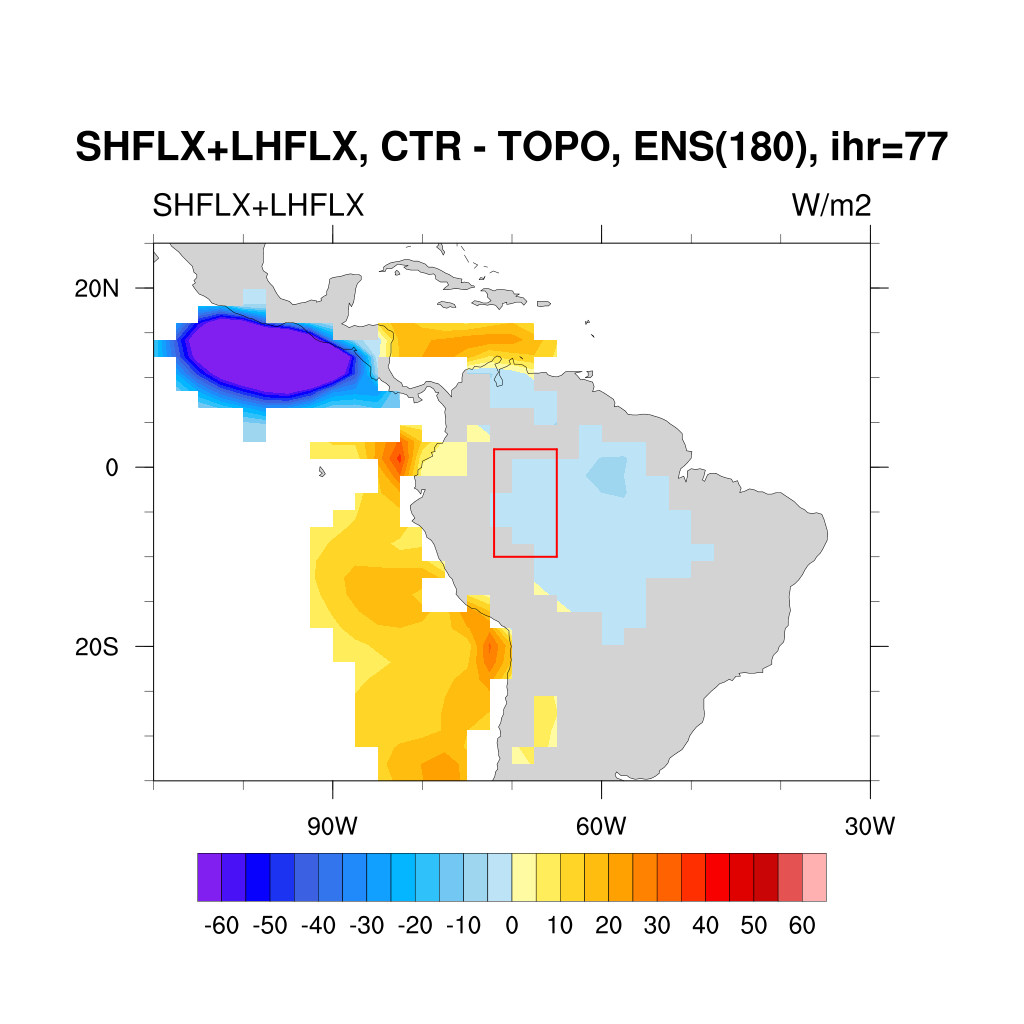 SHFLX+LHFLX, CTR - TOPO, ENS(180), ihr=77
SHFLX+LHFLX W/m2
20N
0
20S
90W 60W 30W
-60 -50 -40 -30 -20 -10 0 10 20 30 40 50 60